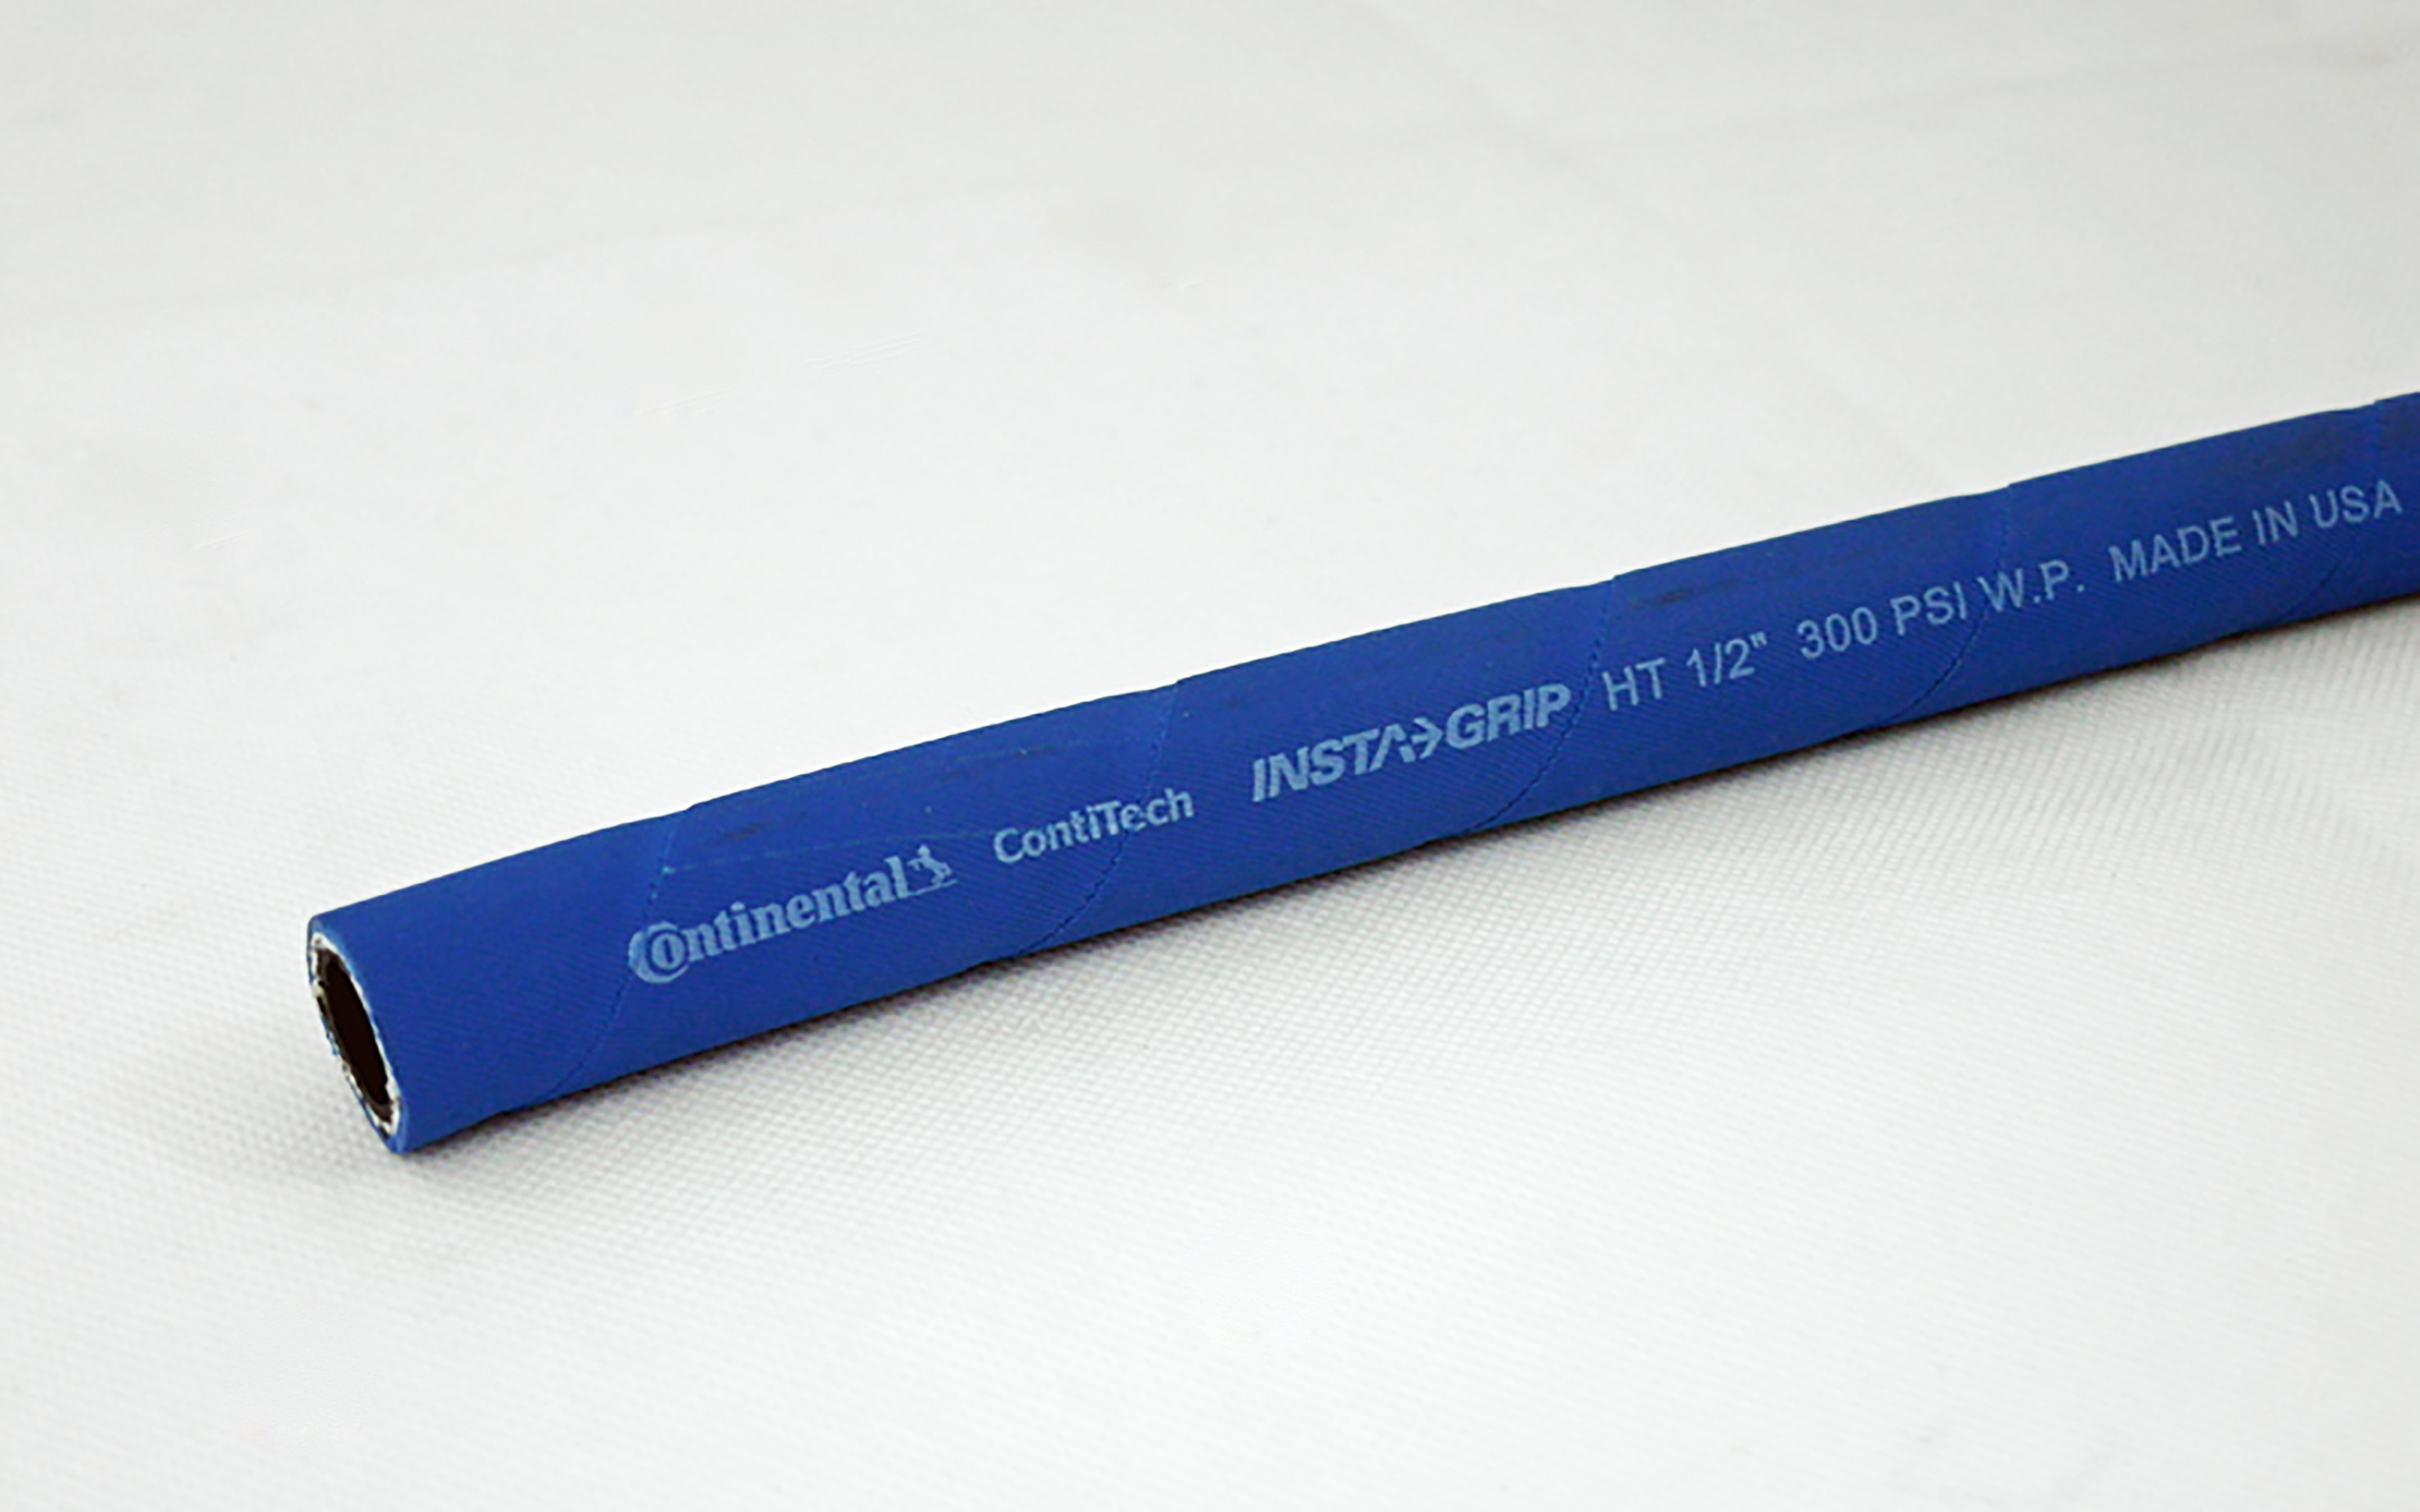 Continental ContiTech INSTA-GRIP HT 1/2" 300 PSI W.P. MADE IN USA